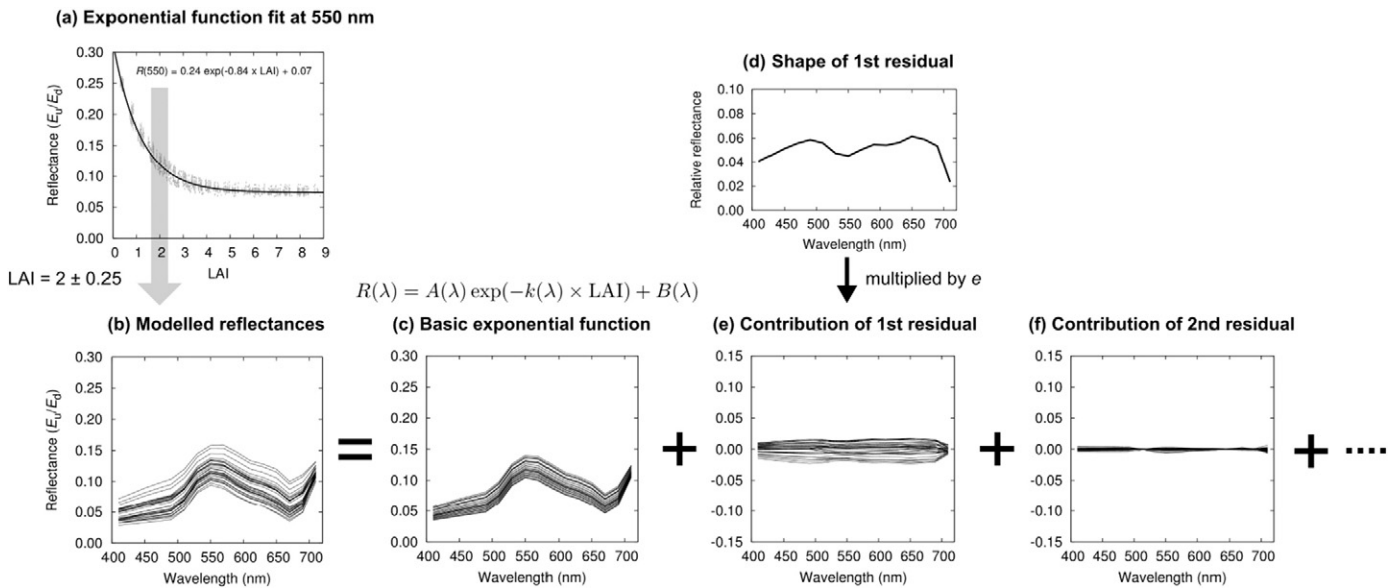 (a) Exponential function fit at 550 nm
0.30
0.25
0.20
0.15
0.10
0.05
0.00
Reflectance (Eu/Ed)
R(550) = 0.24 exp(-0.84 x LAI) + 0.07
0 1 2 3 4 5 6 7 8 9
LAI
LAI = 2 ± 0.25
(d) Shape of 1st residual
0.10
0.08
0.06
0.04
0.02
0.00
Relative reflectance
400 450 500 550 600 650 700
Wavelength (nm)
multiplied by e
R(λ) = A(λ) exp(−k(λ) × LAI) + B(λ)
(b) Modelled reflectances
0.30
0.25
0.20
0.15
0.10
0.05
0.00
Reflectance (Eu/Ed)
400 450 500 550 600 650 700
Wavelength (nm)
=
(c) Basic exponential function
0.30
0.25
0.20
0.15
0.10
0.05
0.00
400 450 500 550 600 650 700
Wavelength (nm)
+
(e) Contribution of 1st residual
0.15
0.10
0.05
0.00
-0.05
-0.10
-0.15
400 450 500 550 600 650 700
Wavelength (nm)
+
(f) Contribution of 2nd residual
0.15
0.10
0.05
0.00
-0.05
-0.10
-0.15
400 450 500 550 600 650 700
Wavelength (nm)
+ ....